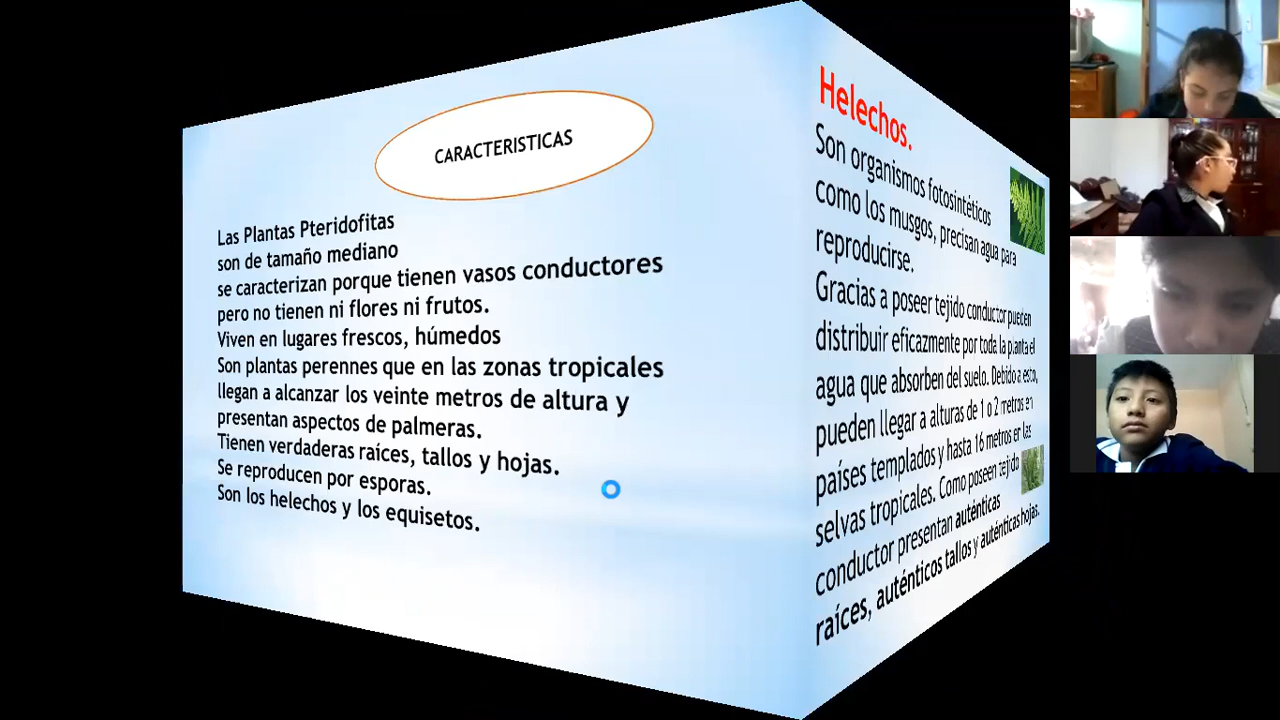 CARACTERISTICAS
Las Plantas Pteridofitas
son de tamaño mediano
se caracterizan porque tienen vasos conductores
pero no tienen ni flores ni frutos.
Viven en lugares frescos, húmedos
Son plantas perennes que en las zonas tropicales
llegan a alcanzar los veinte metros de altura y
presentan aspectos de palmeras.
Tienen verdaderas raíces, tallos y hojas.
Se reproducen por esporas.
Son los helechos y los equisetos.
Helechos.
Son organismos fotosintéticos
como los musgos, precisan agua para
reproducirse.
Gracias a poseer tejido conductor pueden
distribuir eficazmente por toda la planta el
agua que absorben del suelo. Debido a esto,
pueden llegar a alturas de 1 o 2 metros en
países templados y hasta 16 metros en las
selvas tropicales. Como poseen tejido
conductor presentan auténticas
raíces, auténticos tallos y auténticas hojas.